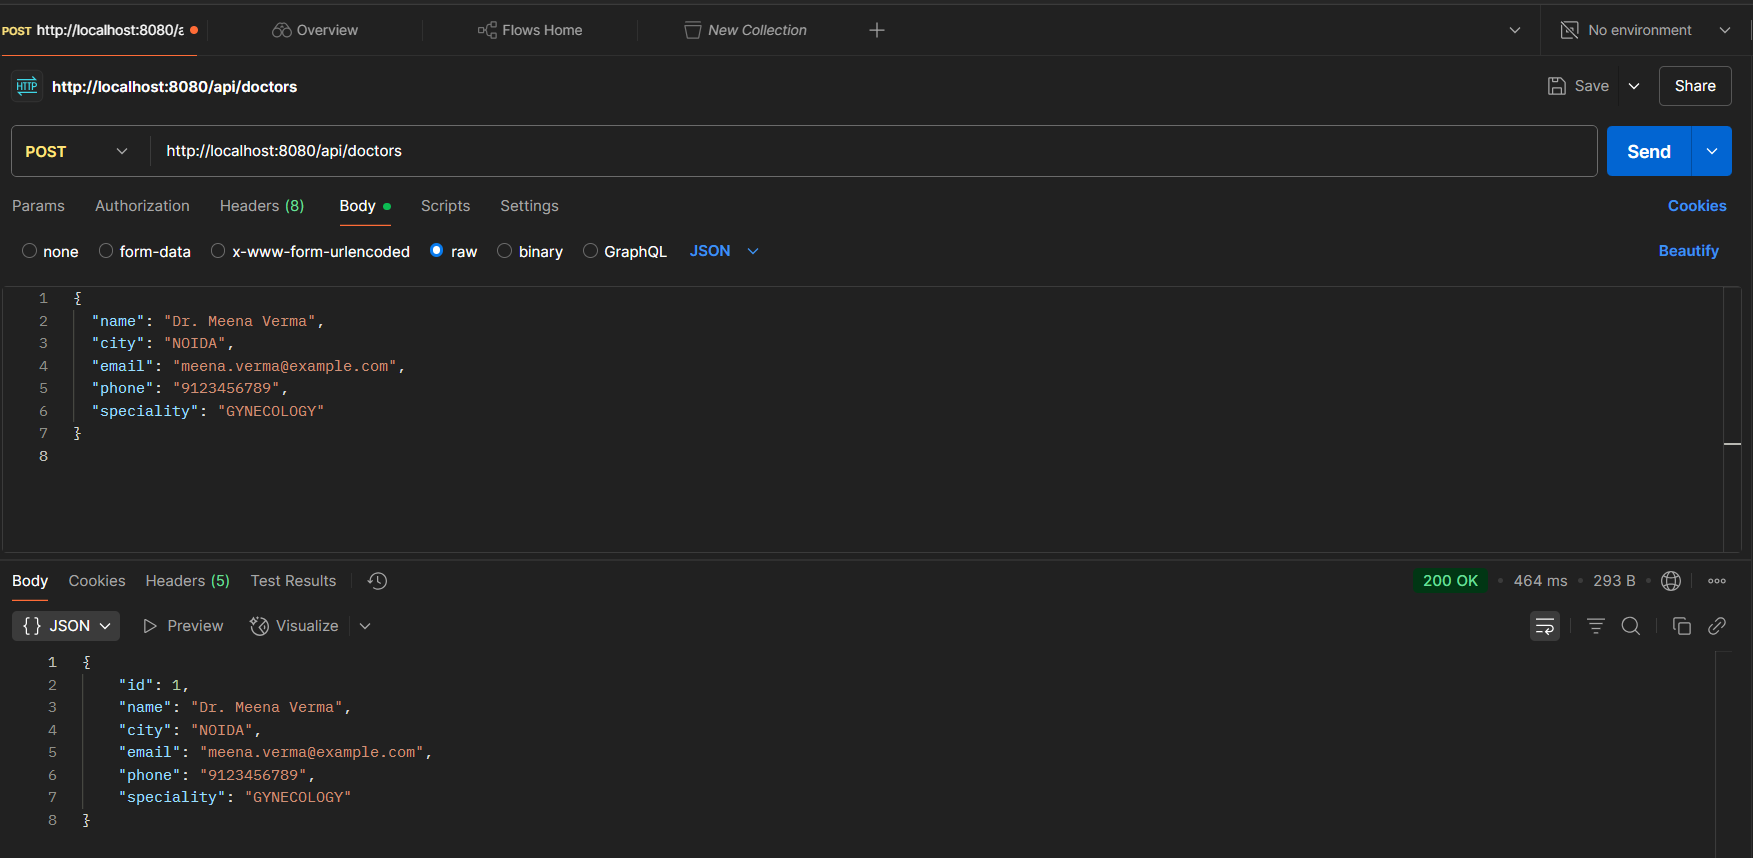 POST http://localhost:8080/a
Overview
Flows Home
New Collection
No environment
HTTP http://localhost:8080/api/doctors
Save
Share
POST http://localhost:8080/api/doctors
Send
Params Authorization Headers (8) Body Scripts Settings Cookies
none form-data x-www-form-urlencoded raw binary GraphQL JSON Beautify
1 {
2 "name": "Dr. Meena Verma",
3 "city": "NOIDA",
4 "email": "meena.verma@example.com",
5 "phone": "9123456789",
6 "speciality": "GYNECOLOGY"
7 }
8
Body Cookies Headers (5) Test Results 200 OK • 464 ms • 293 B •
{} JSON Preview Visualize
1 {
2 "id": 1,
3 "name": "Dr. Meena Verma",
4 "city": "NOIDA",
5 "email": "meena.verma@example.com",
6 "phone": "9123456789",
7 "speciality": "GYNECOLOGY"
8 }